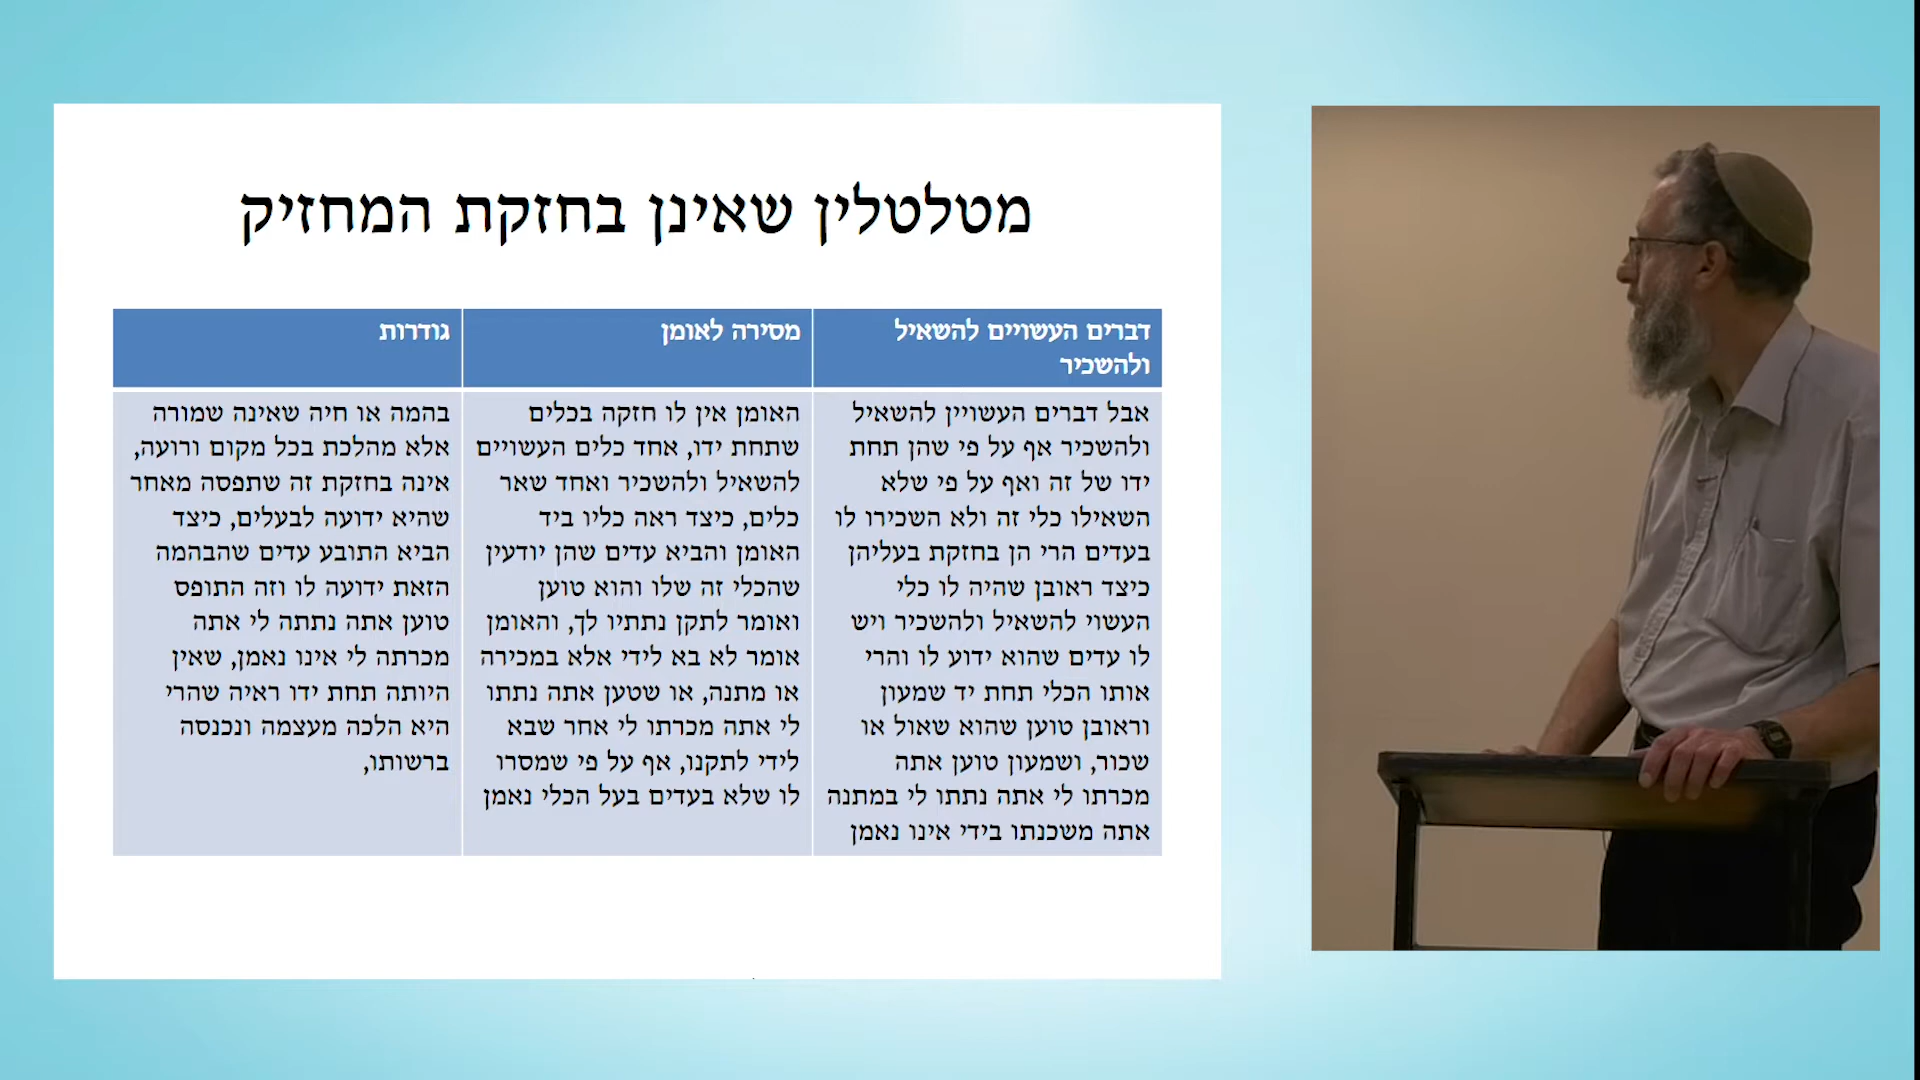 מטלטלין שאינן בחזקת המחזיק
דברים העשויים להשאיל
ולהשכיר
אבל דברים העשויין להשאיל
ולהשכיר אף על פי שהן תחת
ידו של זה ואף על פי שלא
השאילו כלי זה ולא השכירו לו
בעדים הרי הן בחזקת בעליהן
כיצד ראובן שהיה לו כלי
העשוי להשאיל ולהשכיר ויש
לו עדים שהוא ידוע לו והרי
אותו הכלי תחת יד שמעון
וראובן טוען שהוא שאול או
שכור, ושמעון טוען אתה
מכרתו לי אתה נתתו לי במתנה
אתה משכנתו בידי אינו נאמן
מסירה לאומן
האומן אין לו חזקה בכלים
שתחת ידו, אחד כלים העשויים
להשאיל ולהשכיר ואחד שאר
כלים, כיצד ראה כליו ביד
האומן והביא עדים שהן יודעין
שהכלי זה שלו והוא טוען
ואומר לתקן נתתיו לך, והאומן
אומר לא בא לידי אלא במכירה
או מתנה, או שטען אתה נתתו
לי אתה מכרתו לי אחר שבא
לידי לתקנו, אף על פי שמסרו
לו שלא בעדים בעל הכלי נאמן
גודרות
בהמה או חיה שאינה שמורה
אלא מהלכת בכל מקום ורועה,
אינה בחזקת זה שתפסה מאחר
שהיא ידועה לבעלים, כיצד
הביא התובע עדים שהבהמה
הזאת ידועה לו וזה התופס
טוען אתה נתתה לי אתה
מכרתה לי אינו נאמן, שאין
היותה תחת ידו ראיה שהרי
היא הלכה מעצמה ונכנסה
ברשותו,